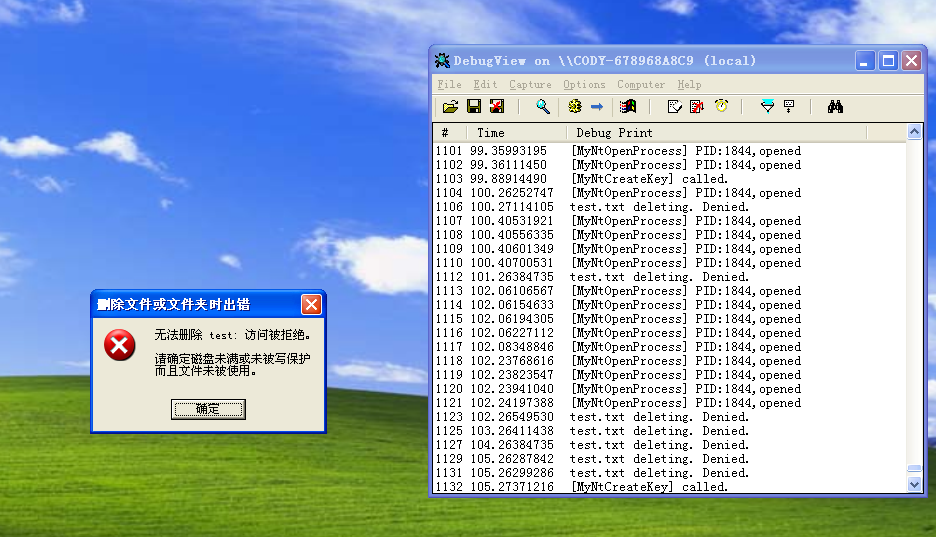 删除文件或文件夹时出错
无法删除 test: 访问被拒绝。
请确定磁盘未满或未被写保护
而且文件未被使用。
确定
DebugView on \\CODY-678968A8C9 (local)
File Edit Capture Options Computer Help
# Time Debug Print
1101 99.35993195 [MyNtOpenProcess] PID:1844,opened
1102 99.36111450 [MyNtOpenProcess] PID:1844,opened
1103 99.88914490 [MyNtCreateKey] called.
1104 100.26252747 [MyNtOpenProcess] PID:1844,opened
1106 100.27114105 test.txt deleting. Denied.
1107 100.40531921 [MyNtOpenProcess] PID:1844,opened
1108 100.40556335 [MyNtOpenProcess] PID:1844,opened
1109 100.40601349 [MyNtOpenProcess] PID:1844,opened
1110 100.40700531 [MyNtOpenProcess] PID:1844,opened
1112 101.26384735 test.txt deleting. Denied.
1113 102.06106567 [MyNtOpenProcess] PID:1844,opened
1114 102.06154633 [MyNtOpenProcess] PID:1844,opened
1115 102.06194305 [MyNtOpenProcess] PID:1844,opened
1116 102.06227112 [MyNtOpenProcess] PID:1844,opened
1117 102.08348846 [MyNtOpenProcess] PID:1844,opened
1118 102.23768616 [MyNtOpenProcess] PID:1844,opened
1119 102.23823547 [MyNtOpenProcess] PID:1844,opened
1120 102.23941040 [MyNtOpenProcess] PID:1844,opened
1121 102.24197388 [MyNtOpenProcess] PID:1844,opened
1123 102.26549530 test.txt deleting. Denied.
1125 103.26411438 test.txt deleting. Denied.
1127 104.26384735 test.txt deleting. Denied.
1129 105.26287842 test.txt deleting. Denied.
1131 105.26299286 test.txt deleting. Denied.
1132 105.27371216 [MyNtCreateKey] called.